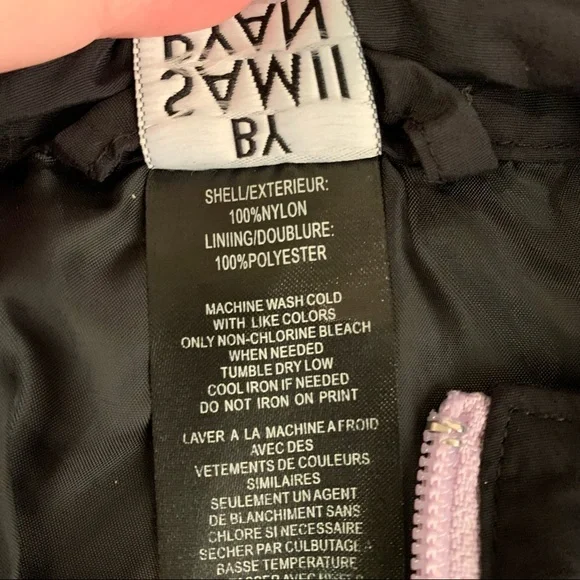 BY
SAMII
RYAN
SHELL/EXTERIEUR:
100%NYLON
LINIING/DOUBLURE:
100%POLYESTER
MACHINE WASH COLD
WITH LIKE COLORS
ONLY NON-CHLORINE BLEACH
WHEN NEEDED
TUMBLE DRY LOW
COOL IRON IF NEEDED
DO NOT IRON ON PRINT
LAVER A LA MACHINE A FROID
AVEC DES
VETEMENTS DE COULEURS
SIMILAIRES
SEULEMENT UN AGENT
DE BLANCHIMENT SANS
CHLORE SI NECESSAIRE
SECHER PAR CULBUTAGE A
BASSE TEMPERATURE